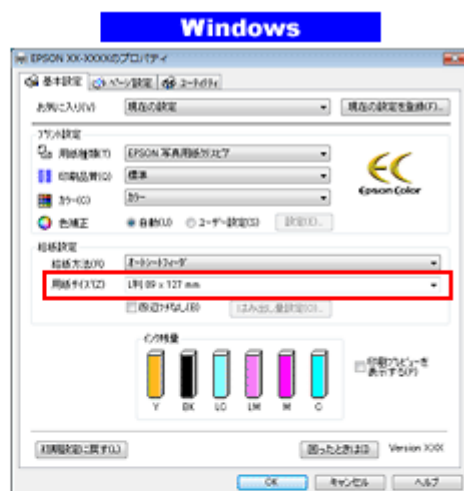 Windows
EPSON XX-XXXXのプロパティ
基本設定 ページ設定 ユーティリティ
お気に入り(V) 現在の設定 現在の設定を登録(F)...
プリント設定
用紙種類(T) EPSON 写真用紙クリスピア
印刷品質(Q) 標準
カラー(C) カラー
Epson Color
色補正 自動(U) ユーザー設定(S) 設定(X)...
給紙設定
給紙方法(R) オートシートフィーダ
用紙サイズ(Z) L判 89 x 127 mm
四辺フチなし(B) はみ出し量設定(O)...
インク残量
Y BK LC LM M C
印刷プレビューを
表示する(P)
初期設定に戻す(L) 困ったときは(I) Version XXX
OK キャンセル ヘルプ